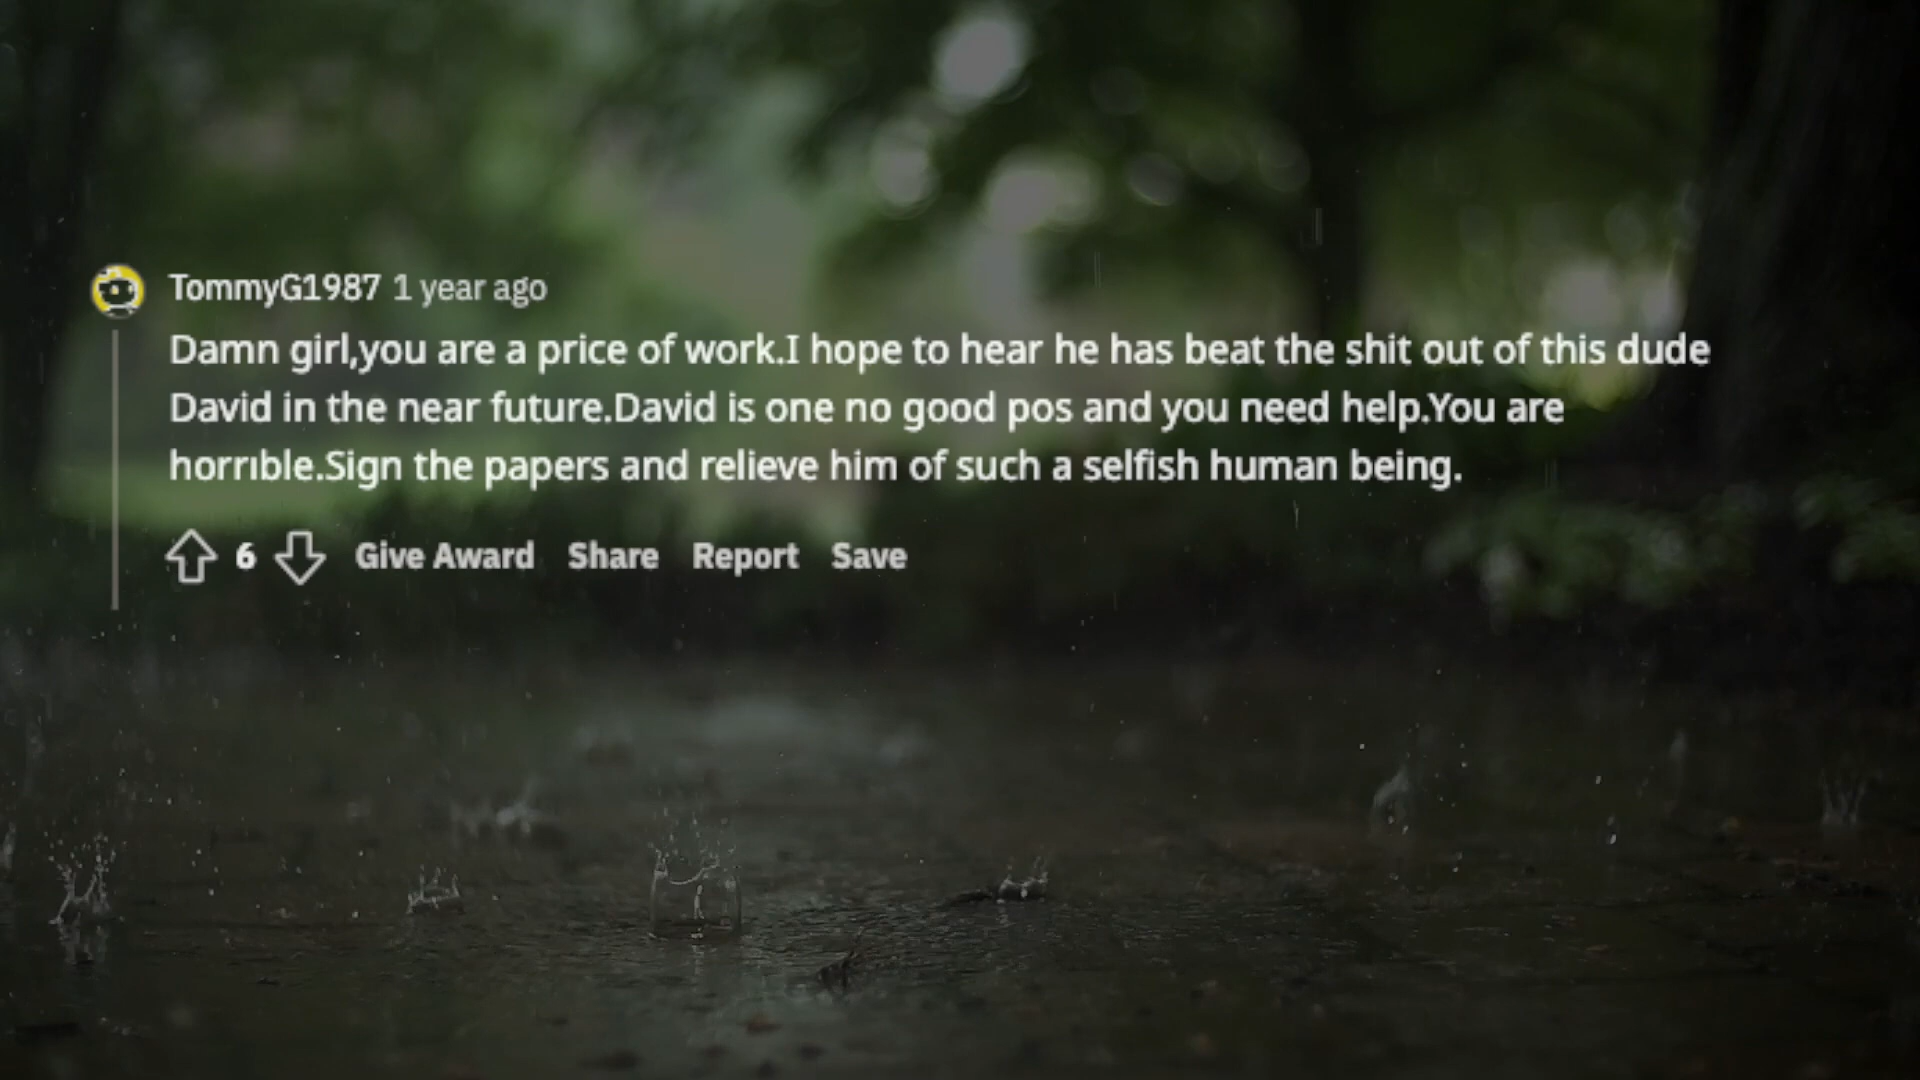 TommyG1987 1 year ago
Damn girl,you are a price of work.I hope to hear he has beat the shit out of this dude
David in the near future.David is one no good pos and you need help.You are
horrible.Sign the papers and relieve him of such a selfish human being.
6 Give Award Share Report Save